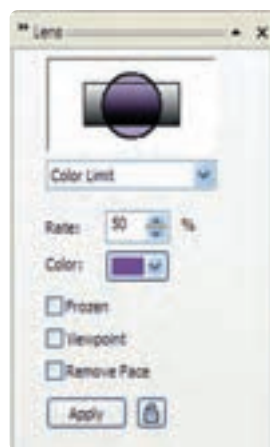 Lens
Color Limit
Rate: 50 %
Color:
Frozen
Viewpoint
Remove Face
Apply